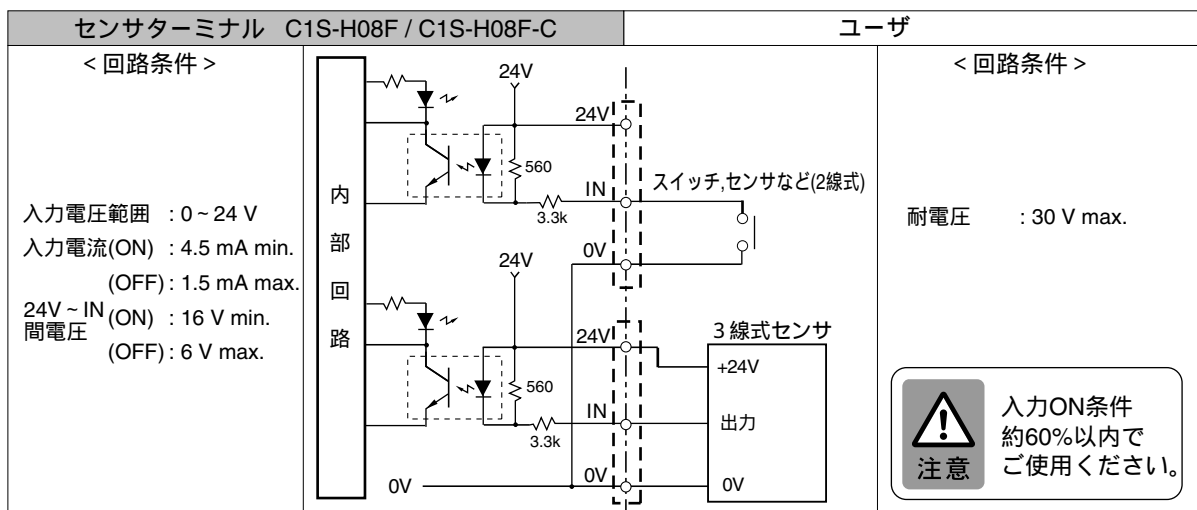 センサターミナル C1S-H08F / C1S-H08F-C
ユーザ
< 回路条件 >
入力電圧範囲 : 0 ~ 24 V
入力電流(ON) : 4.5 mA min.
(OFF) : 1.5 mA max.
24V ~ IN間電圧 (ON) : 16 V min.
(OFF) : 6 V max.
内部回路
24V
24V
560
IN
3.3k
0V
スイッチ,センサなど(2線式)
24V
24V
560
IN
3.3k
0V
0V
3 線式センサ
+24V
出力
0V
< 回路条件 >
耐電圧 : 30 V max.
注意
入力ON条件
約60%以内で
ご使用ください。